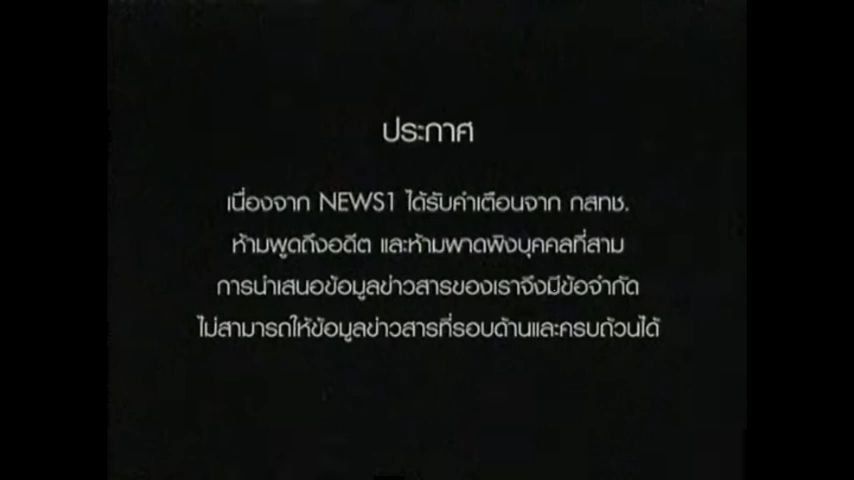 ประกาศ
เนื่องจาก NEWS1 ได้รับคำเตือนจาก กสทช.
ห้ามพูดถึงอดีต และห้ามพาดพิงบุคคลที่สาม
การนำเสนอข้อมูลข่าวสารของเราจึงมีข้อจำกัด
ไม่สามารถให้ข้อมูลข่าวสารที่รอบด้านและครบถ้วนได้